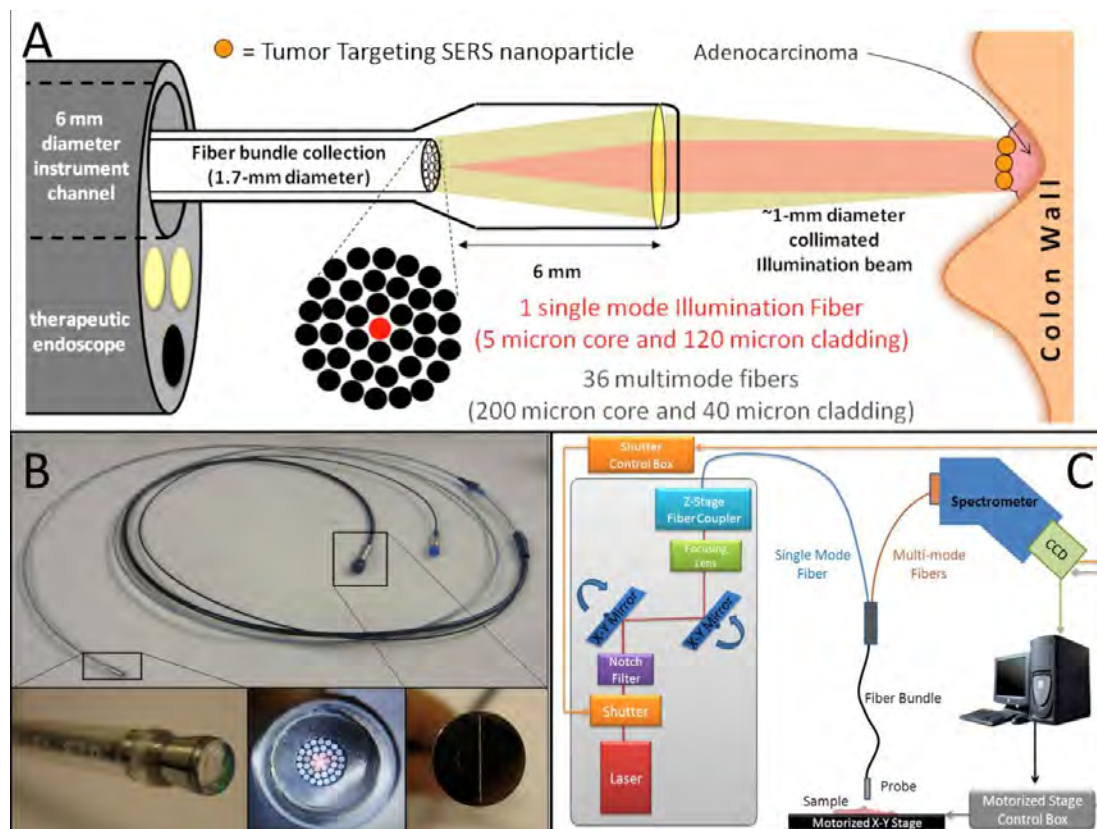 A
= Tumor Targeting SERS nanoparticle
Adenocarcinoma
6 mm
diameter
instrument
channel
Fiber bundle collection
(1.7-mm diameter)
therapeutic
endoscope
6 mm
~1-mm diameter
collimated
Illumination beam
Colon Wall
1 single mode Illumination Fiber
(5 micron core and 120 micron cladding)
36 multimode fibers
(200 micron core and 40 micron cladding)
B
C
Shutter
Control Box
Z-Stage
Fiber Coupler
Focusing
Lens
X-Y Mirror
X-Y Mirror
Notch
Filter
Shutter
Laser
Single Mode
Fiber
Multi-mode
Fibers
Spectrometer
CCD
Fiber Bundle
Probe
Sample
Motorized X-Y Stage
Motorized Stage
Control Box